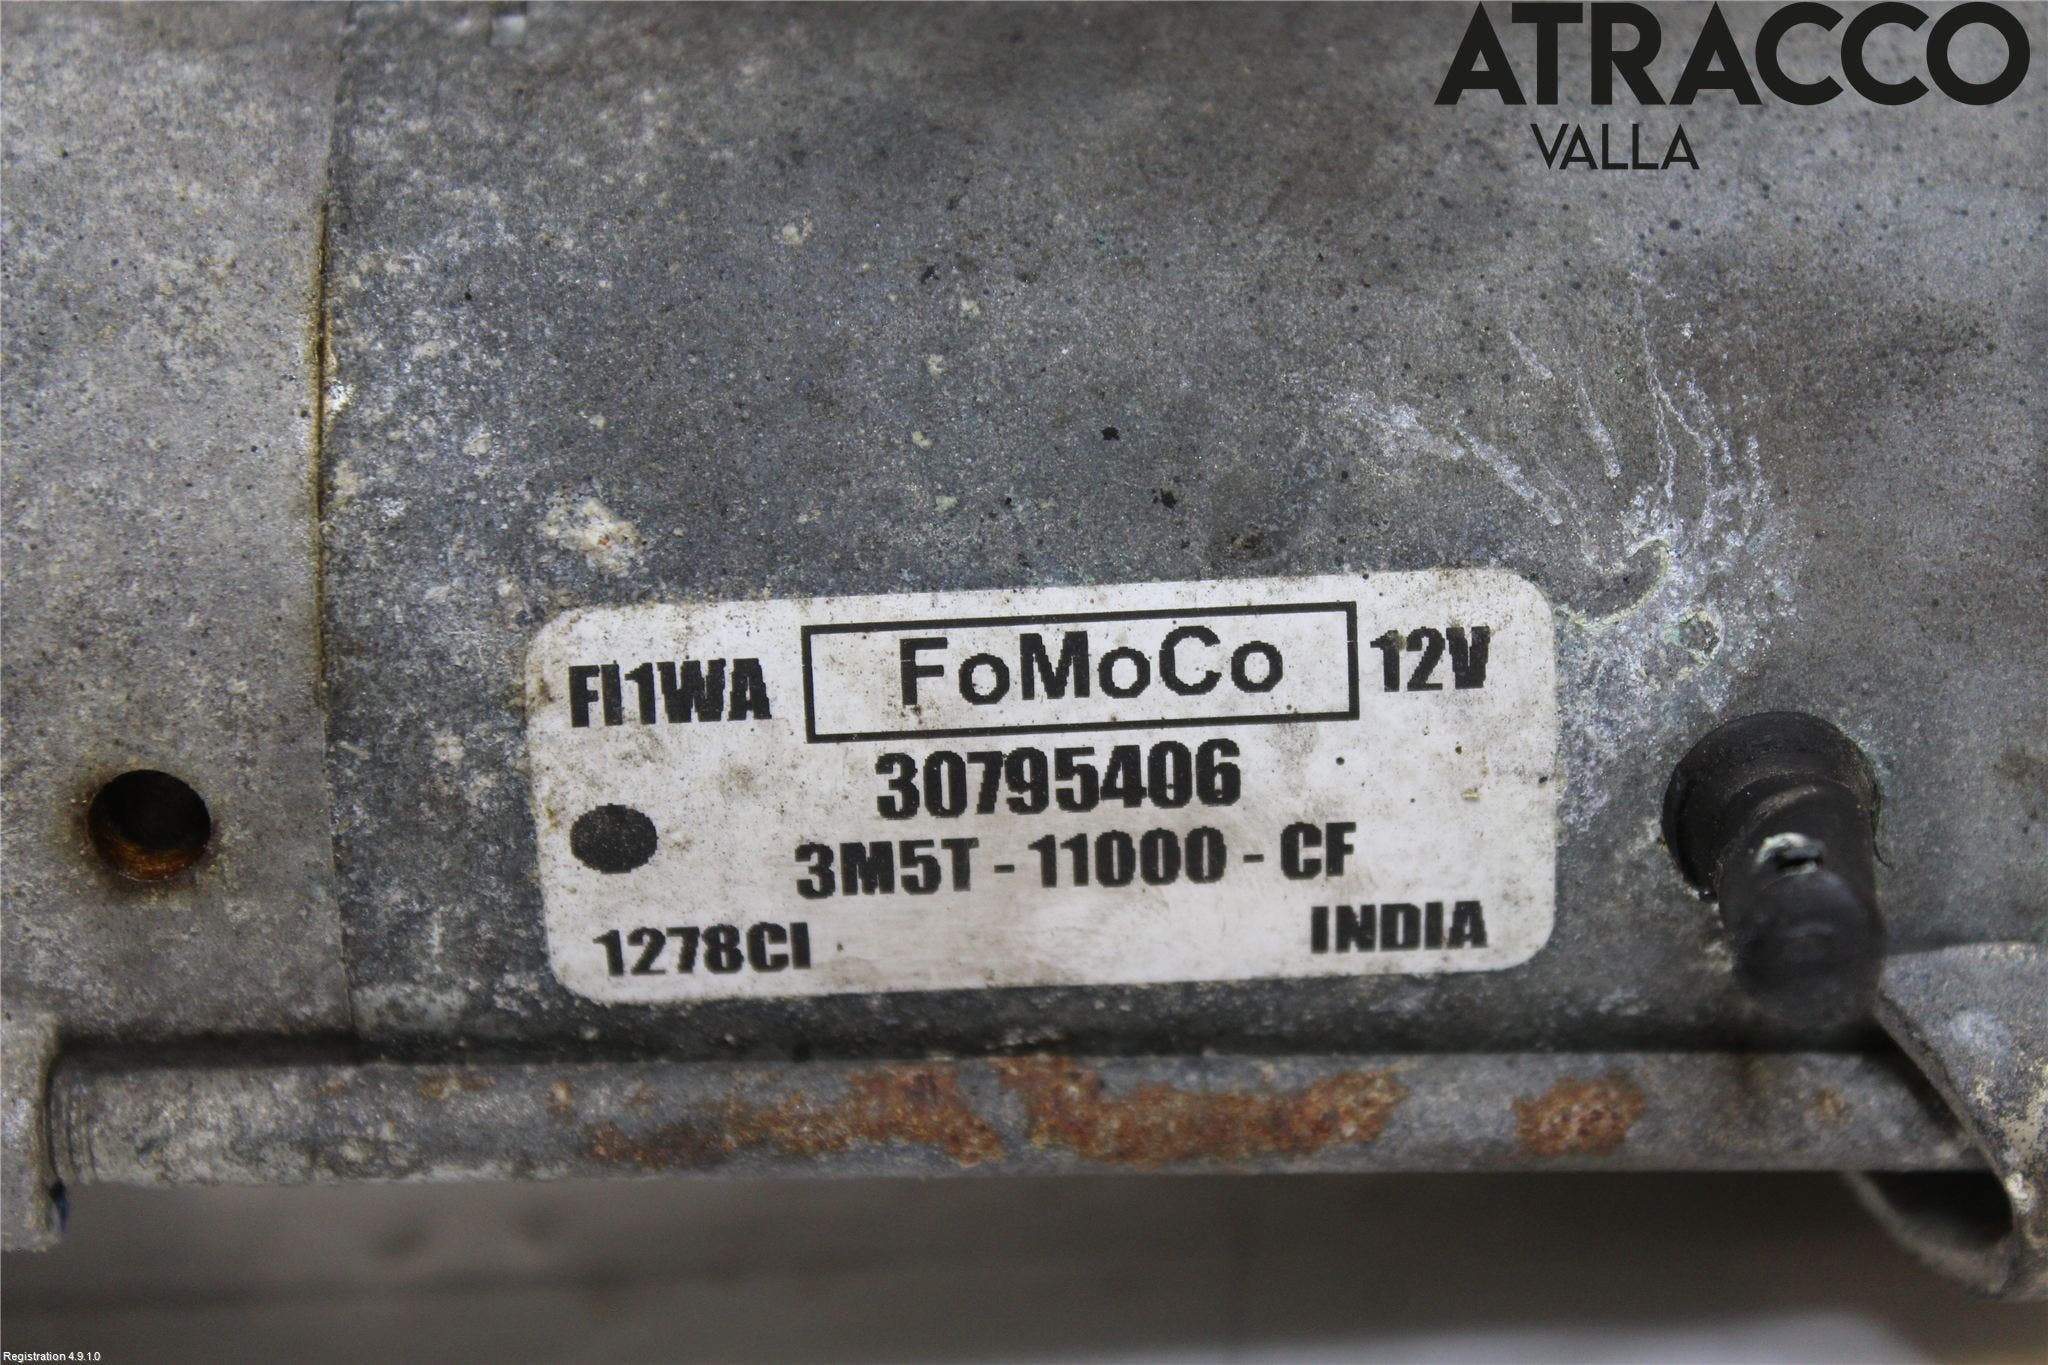 ATRACCO
VALLA
FI1WA FoMoCo 12V
30795406
3M5T - 11000 - CF
1278CI INDIA
Registration 4.9.1.0